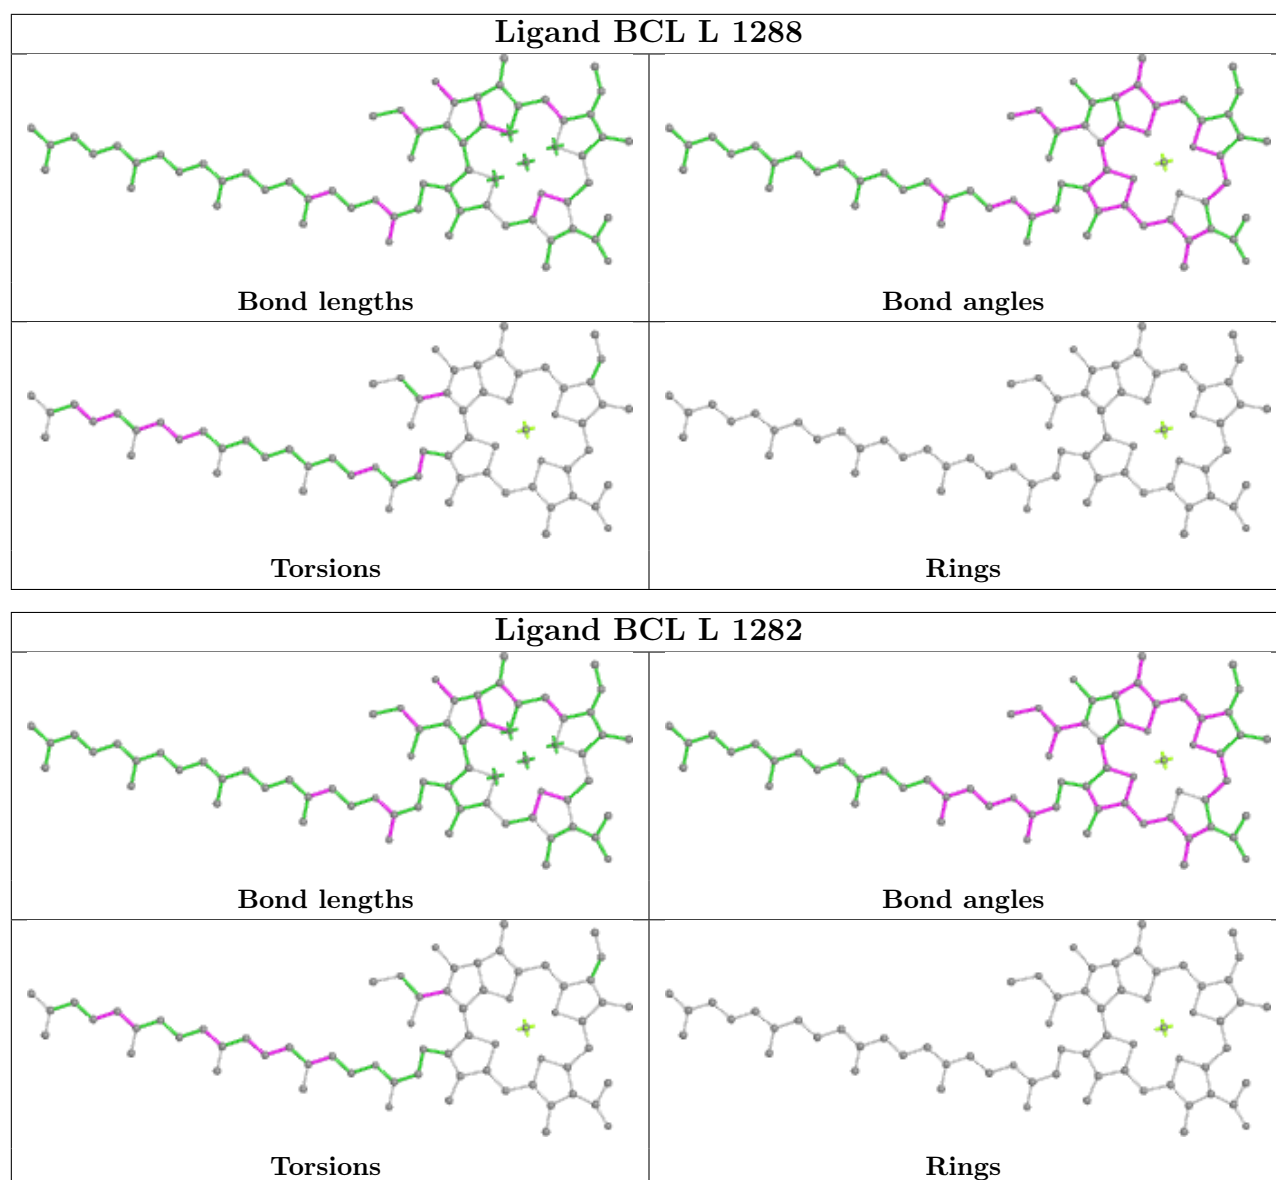 Ligand BCL L 1288
Bond lengths
Bond angles
Torsions
Rings
Ligand BCL L 1282
Bond lengths
Bond angles
Torsions
Rings